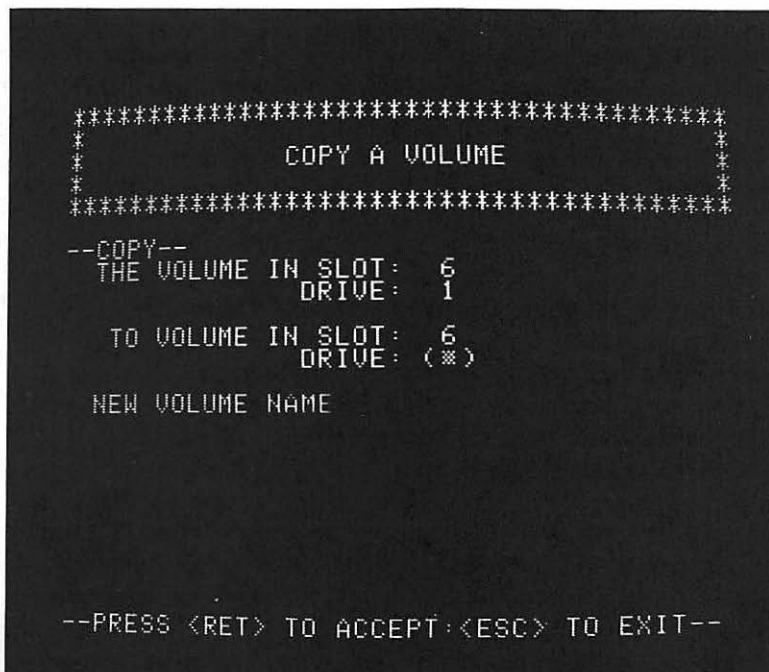 ****************************************
* *
* COPY A VOLUME *
* *
****************************************
--COPY--
THE VOLUME IN SLOT: 6
DRIVE: 1
TO VOLUME IN SLOT: 6
DRIVE: (※)
NEW VOLUME NAME
--PRESS <RET> TO ACCEPT:<ESC> TO EXIT--